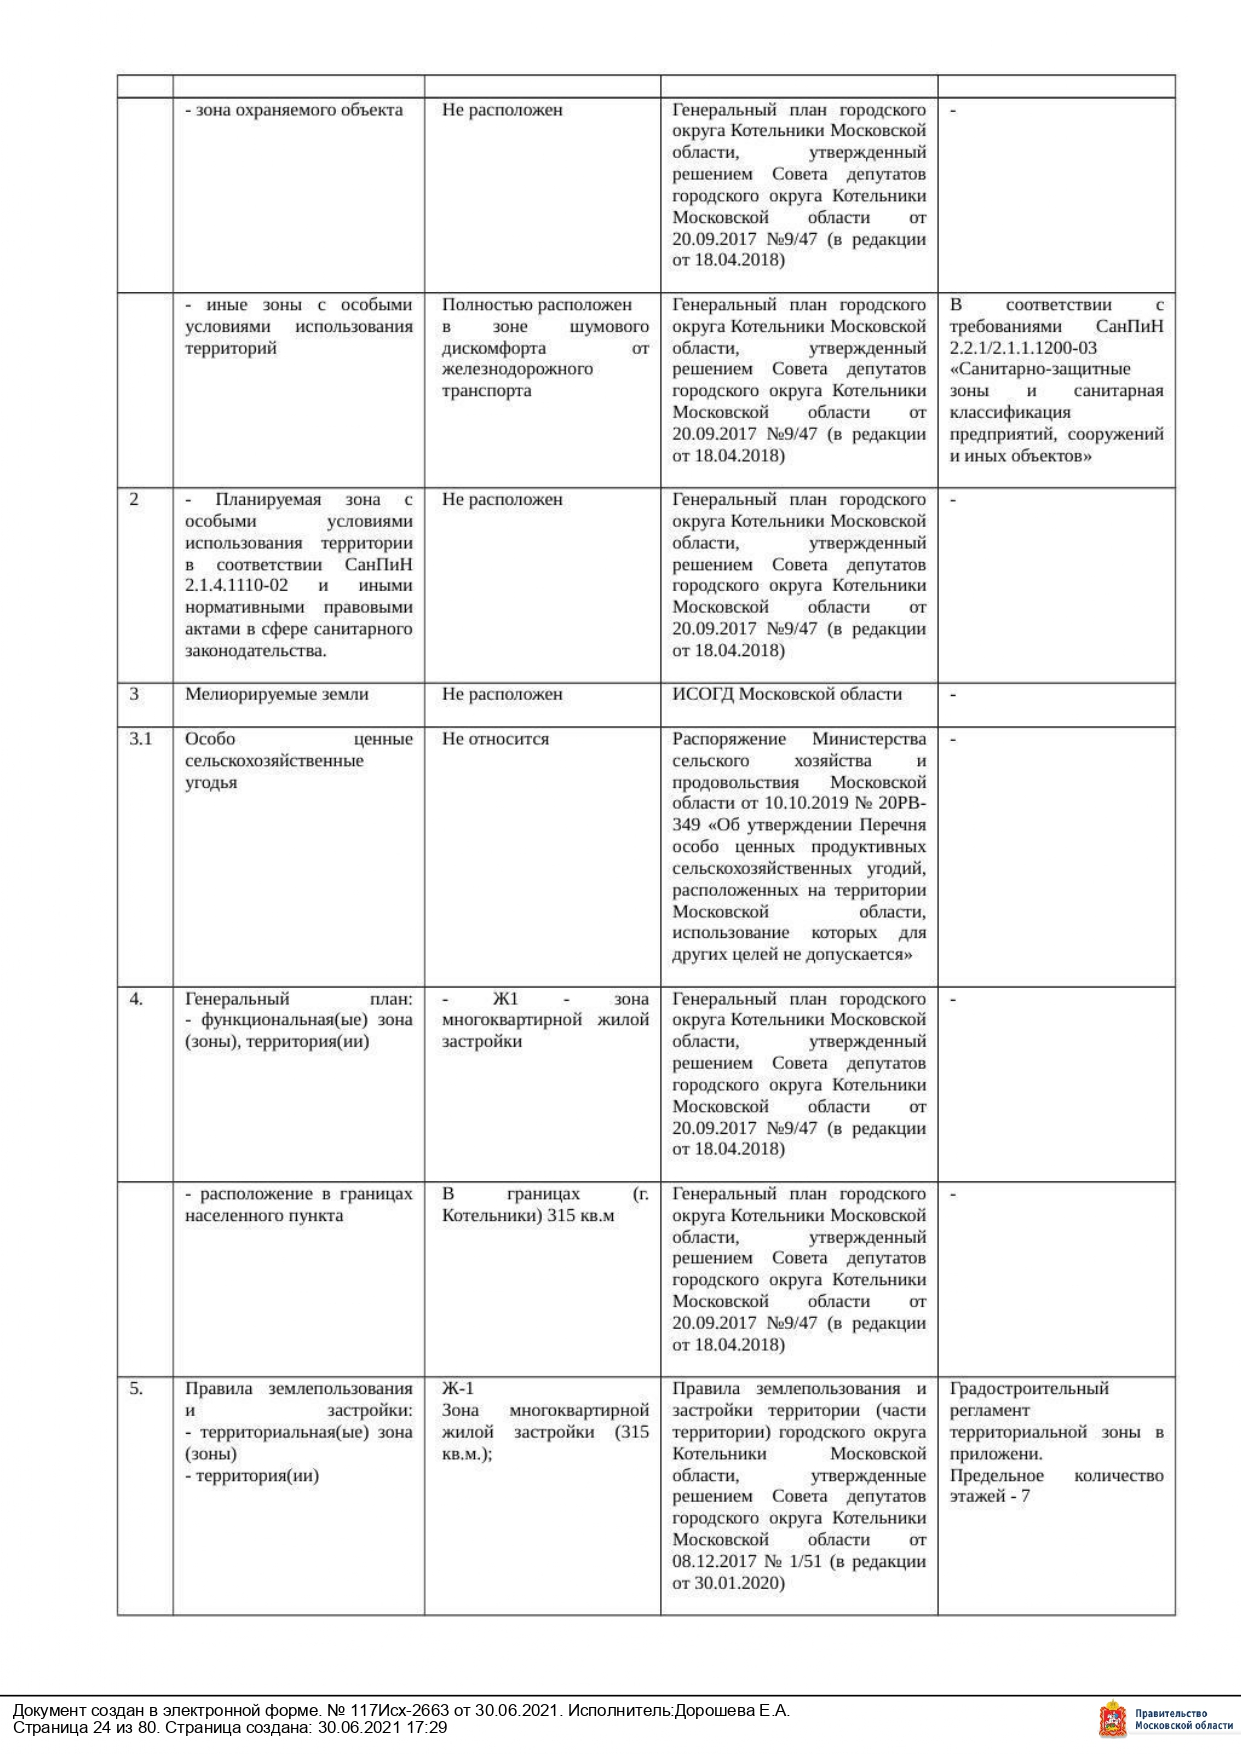 - зона охраняемого объекта
Не расположен
Генеральный план городского
округа Котельники Московской
области, утвержденный
решением Совета депутатов
городского округа Котельники
Московской области от
20.09.2017 №9/47 (в редакции
от 18.04.2018)
-
- иные зоны с особыми
условиями использования
территорий
Полностью расположен
в зоне шумового
дискомфорта от
железнодорожного
транспорта
Генеральный план городского
округа Котельники Московской
области, утвержденный
решением Совета депутатов
городского округа Котельники
Московской области от
20.09.2017 №9/47 (в редакции
от 18.04.2018)
В соответствии с
требованиями СанПиН
2.2.1/2.1.1.1200-03
«Санитарно-защитные
зоны и санитарная
классификация
предприятий, сооружений
и иных объектов»
2
- Планируемая зона с
особыми условиями
использования территории
в соответствии СанПиН
2.1.4.1110-02 и иными
нормативными правовыми
актами в сфере санитарного
законодательства.
Не расположен
Генеральный план городского
округа Котельники Московской
области, утвержденный
решением Совета депутатов
городского округа Котельники
Московской области от
20.09.2017 №9/47 (в редакции
от 18.04.2018)
-
3
Мелиорируемые земли
Не расположен
ИСОГД Московской области
-
3.1
Особо ценные
сельскохозяйственные
угодья
Не относится
Распоряжение Министерства
сельского хозяйства и
продовольствия Московской
области от 10.10.2019 № 20РВ-
349 «Об утверждении Перечня
особо ценных продуктивных
сельскохозяйственных угодий,
расположенных на территории
Московской области,
использование которых для
других целей не допускается»
-
4.
Генеральный план:
- функциональная(ые) зона
(зоны), территория(ии)
- Ж1 - зона
многоквартирной жилой
застройки
Генеральный план городского
округа Котельники Московской
области, утвержденный
решением Совета депутатов
городского округа Котельники
Московской области от
20.09.2017 №9/47 (в редакции
от 18.04.2018)
-
- расположение в границах
населенного пункта
В границах (г.
Котельники) 315 кв.м
Генеральный план городского
округа Котельники Московской
области, утвержденный
решением Совета депутатов
городского округа Котельники
Московской области от
20.09.2017 №9/47 (в редакции
от 18.04.2018)
-
5.
Правила землепользования
и застройки:
- территориальная(ые) зона
(зоны)
- территория(ии)
Ж-1
Зона многоквартирной
жилой застройки (315
кв.м.);
Правила землепользования и
застройки территории (части
территории) городского округа
Котельники Московской
области, утвержденные
решением Совета депутатов
городского округа Котельники
Московской области от
08.12.2017 № 1/51 (в редакции
от 30.01.2020)
Градостроительный
регламент
территориальной зоны в
приложени.
Предельное количество
этажей - 7
Документ создан в электронной форме. № 117Исх-2663 от 30.06.2021. Исполнитель:Дорошева Е.А.
Страница 24 из 80. Страница создана: 30.06.2021 17:29
Правительство
Московской области